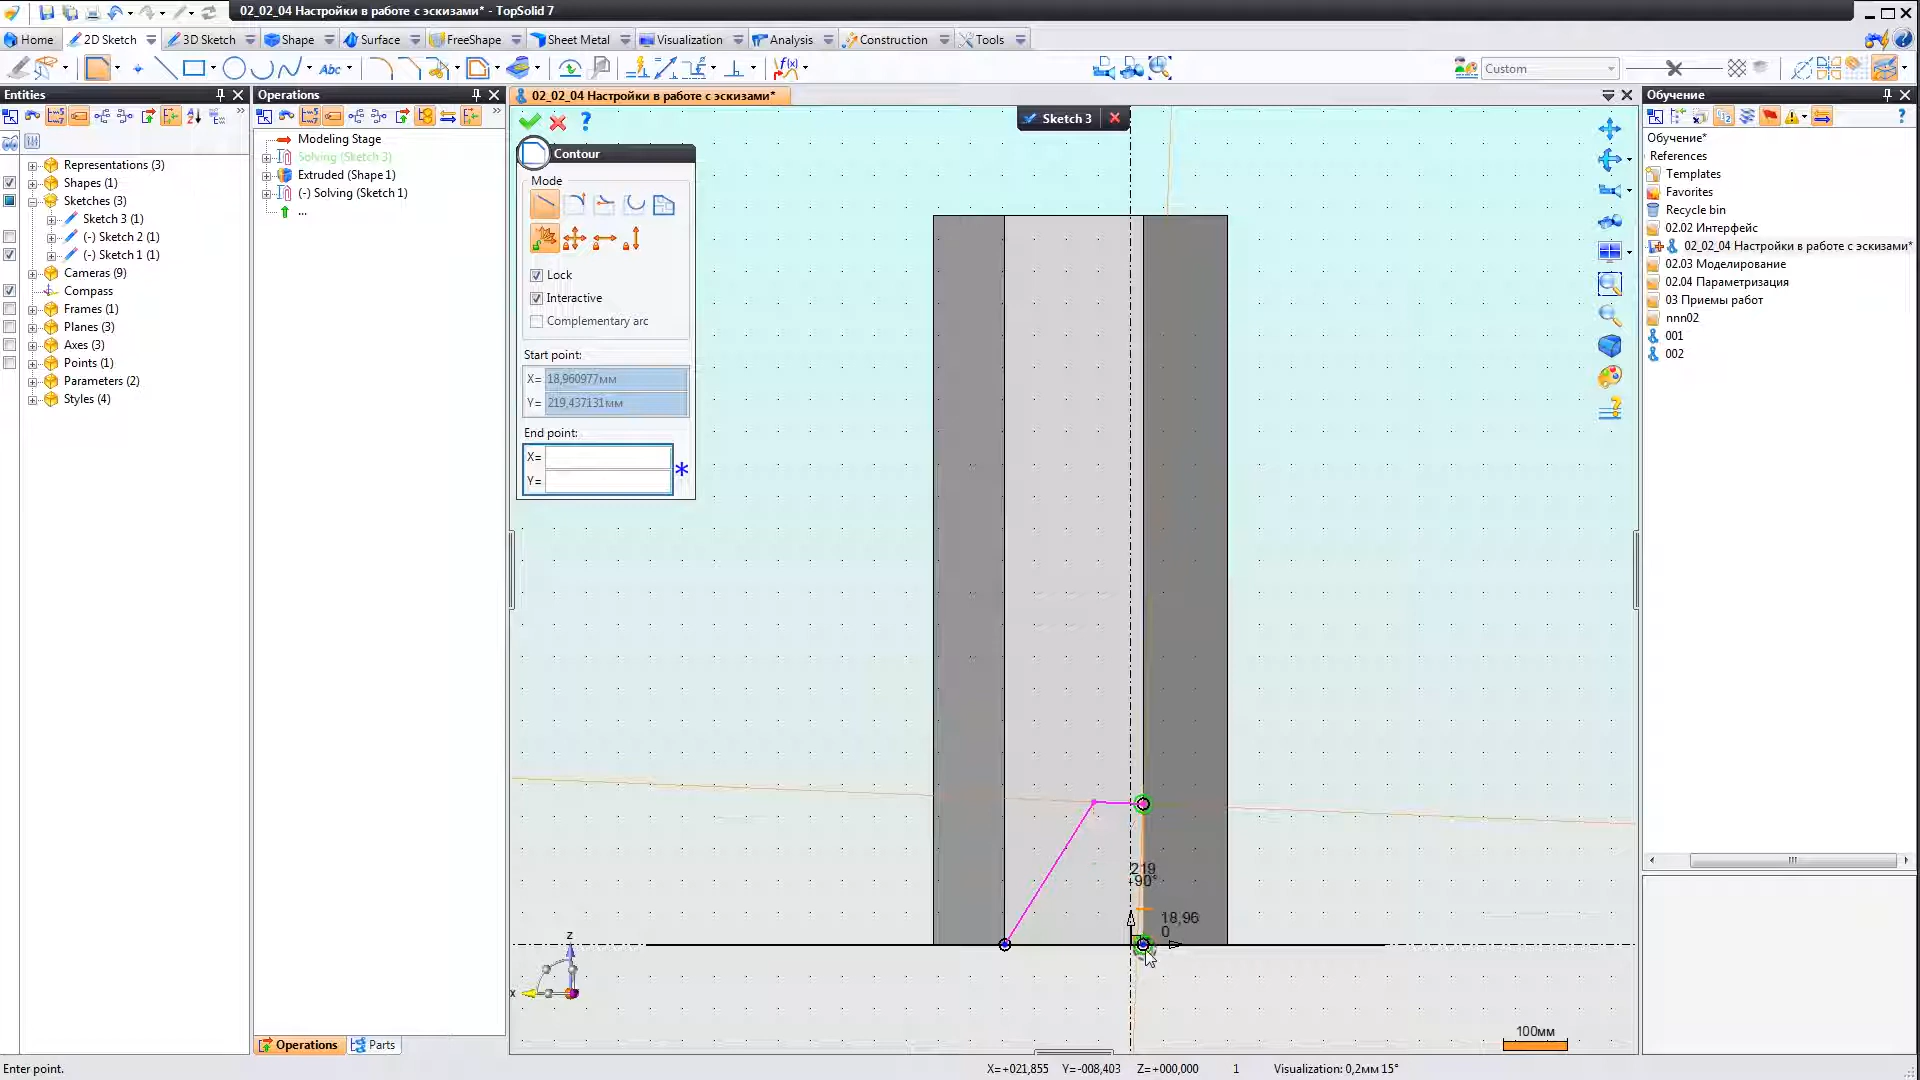 02_02_04 Настройки в работе с эскизами* - TopSolid 7
Home 2D Sketch 3D Sketch Shape Surface FreeShape Sheet Metal Visualization Analysis Construction Tools
Abc f(x) Custom
Entities
Operations
02_02_04 Настройки в работе с эскизами*
Обучение
Representations (3)
Shapes (1)
Sketches (3)
Sketch 3 (1)
(-) Sketch 2 (1)
(-) Sketch 1 (1)
Cameras (9)
Compass
Frames (1)
Planes (3)
Axes (3)
Points (1)
Parameters (2)
Styles (4)
Modeling Stage
Solving (Sketch 3)
Extruded (Shape 1)
(-) Solving (Sketch 1)
...
Operations Parts
Sketch 3
Contour
Mode
Lock
Interactive
Complementary arc
Start point:
X= 18,960977мм
Y= 219,437131мм
End point:
X=
Y=
219
-90°
18,96
0
z
x
100мм
Обучение*
References
Templates
Favorites
Recycle bin
02.02 Интерфейс
02_02_04 Настройки в работе с эскизами*
02.03 Моделирование
02.04 Параметризация
03 Приемы работ
nnn02
001
002
Enter point.
X=+021,855 Y=-008,403 Z=+000,000 1 Visualization: 0,2мм 15°